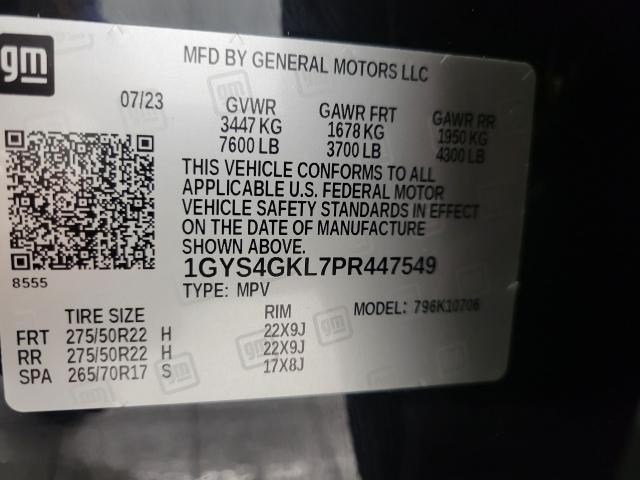 gm
MFD BY GENERAL MOTORS LLC
07/23
GVWR GAWR FRT GAWR RR
3447 KG 1678 KG 1950 KG
7600 LB 3700 LB 4300 LB
THIS VEHICLE CONFORMS TO ALL
APPLICABLE U.S. FEDERAL MOTOR
VEHICLE SAFETY STANDARDS IN EFFECT
ON THE DATE OF MANUFACTURE
SHOWN ABOVE.
1GYS4GKL7PR447549
8555
TYPE: MPV
MODEL: 796K10706
TIRE SIZE RIM
FRT 275/50R22 H 22X9J
RR 275/50R22 H 22X9J
SPA 265/70R17 S 17X8J